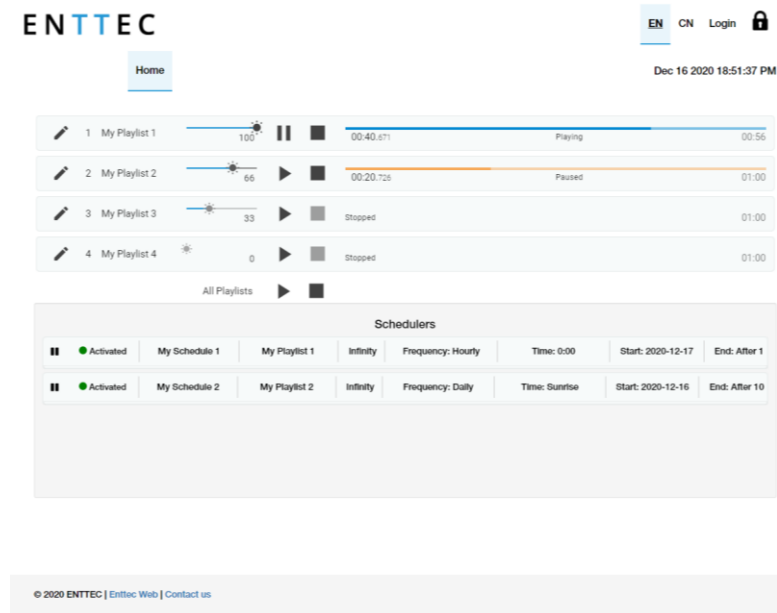 ENTTEC
EN CN Login
Home
Dec 16 2020 18:51:37 PM
1 My Playlist 1 100 00:40.671 Playing 00:56
2 My Playlist 2 66 00:20.726 Paused 01:00
3 My Playlist 3 33 Stopped 01:00
4 My Playlist 4 0 Stopped 01:00
All Playlists
Schedulers
Activated My Schedule 1 My Playlist 1 Infinity Frequency: Hourly Time: 0:00 Start: 2020-12-17 End: After 1
Activated My Schedule 2 My Playlist 2 Infinity Frequency: Daily Time: Sunrise Start: 2020-12-16 End: After 10
© 2020 ENTTEC | Enttec Web | Contact us